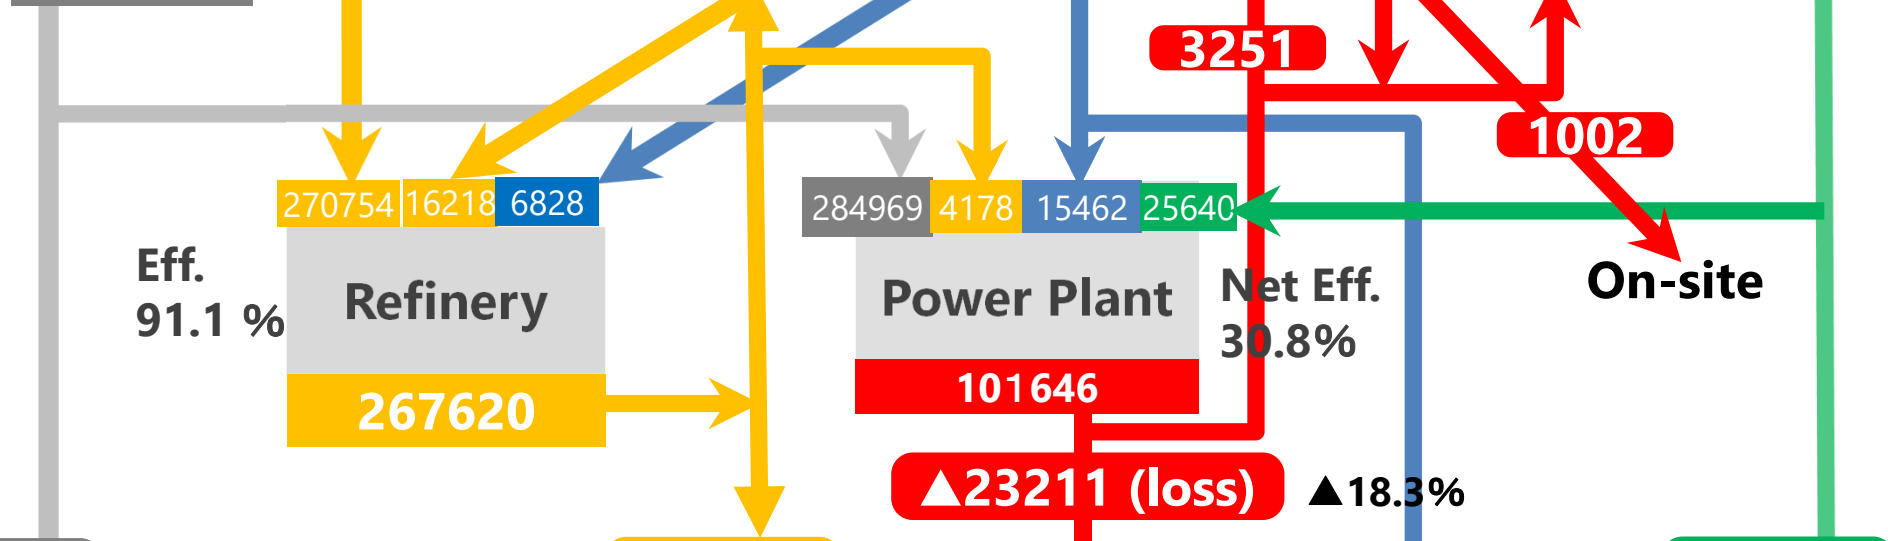 3251
1002
270754 16218 6828
284969 4178 15462 25640
Eff.
91.1 %
Refinery
Power Plant
Net Eff.
30.8%
On-site
267620
101646
▲23211 (loss)
▲18.3%